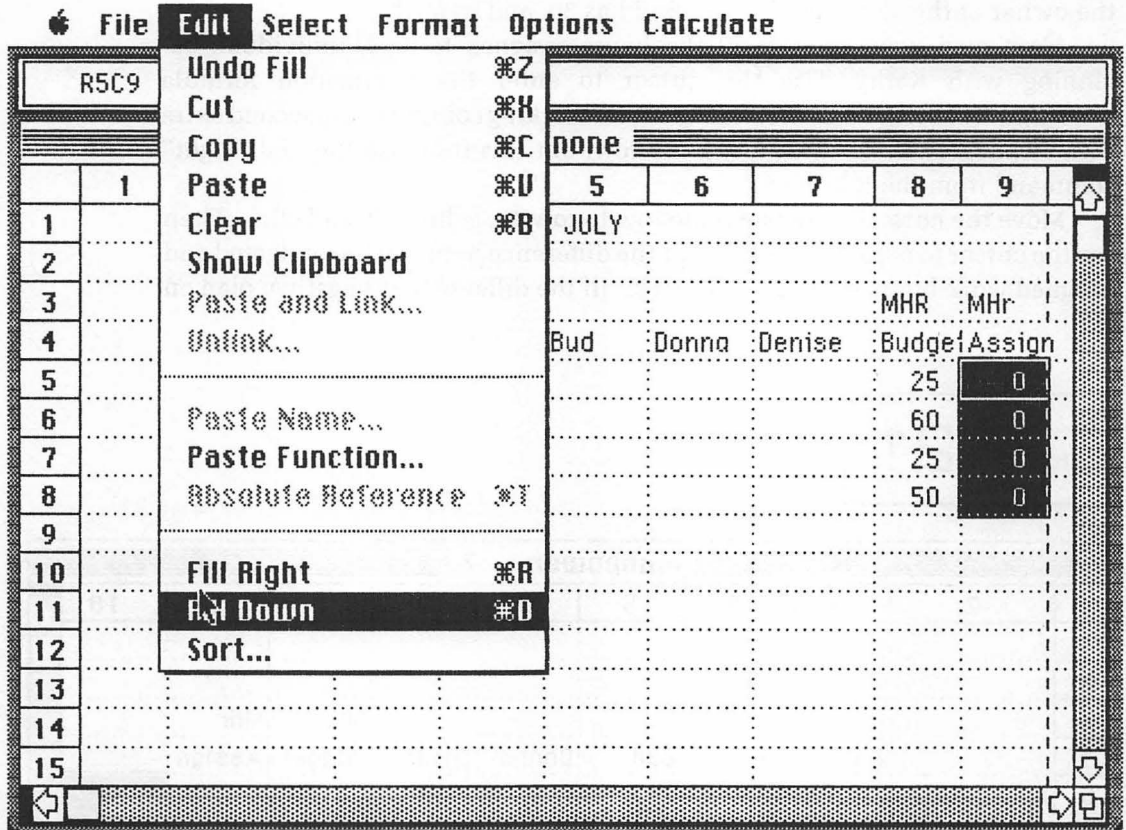 File Edit Select Format Options Calculate
R5C9
Undo Fill ⌘Z
Cut ⌘X
Copy ⌘C none
1 Paste ⌘V 5 6 7 8 9
1 Clear ⌘B JULY
2 Show Clipboard
3 Paste and Link... MHR MHr
4 Unlink... Bud Donna Denise Budget Assign
5 25 0
6 Paste Name... 60 0
7 Paste Function... 25 0
8 Absolute Reference ⌘T 50 0
9
10 Fill Right ⌘R
11 Fill Down ⌘D
12 Sort...
13
14
15